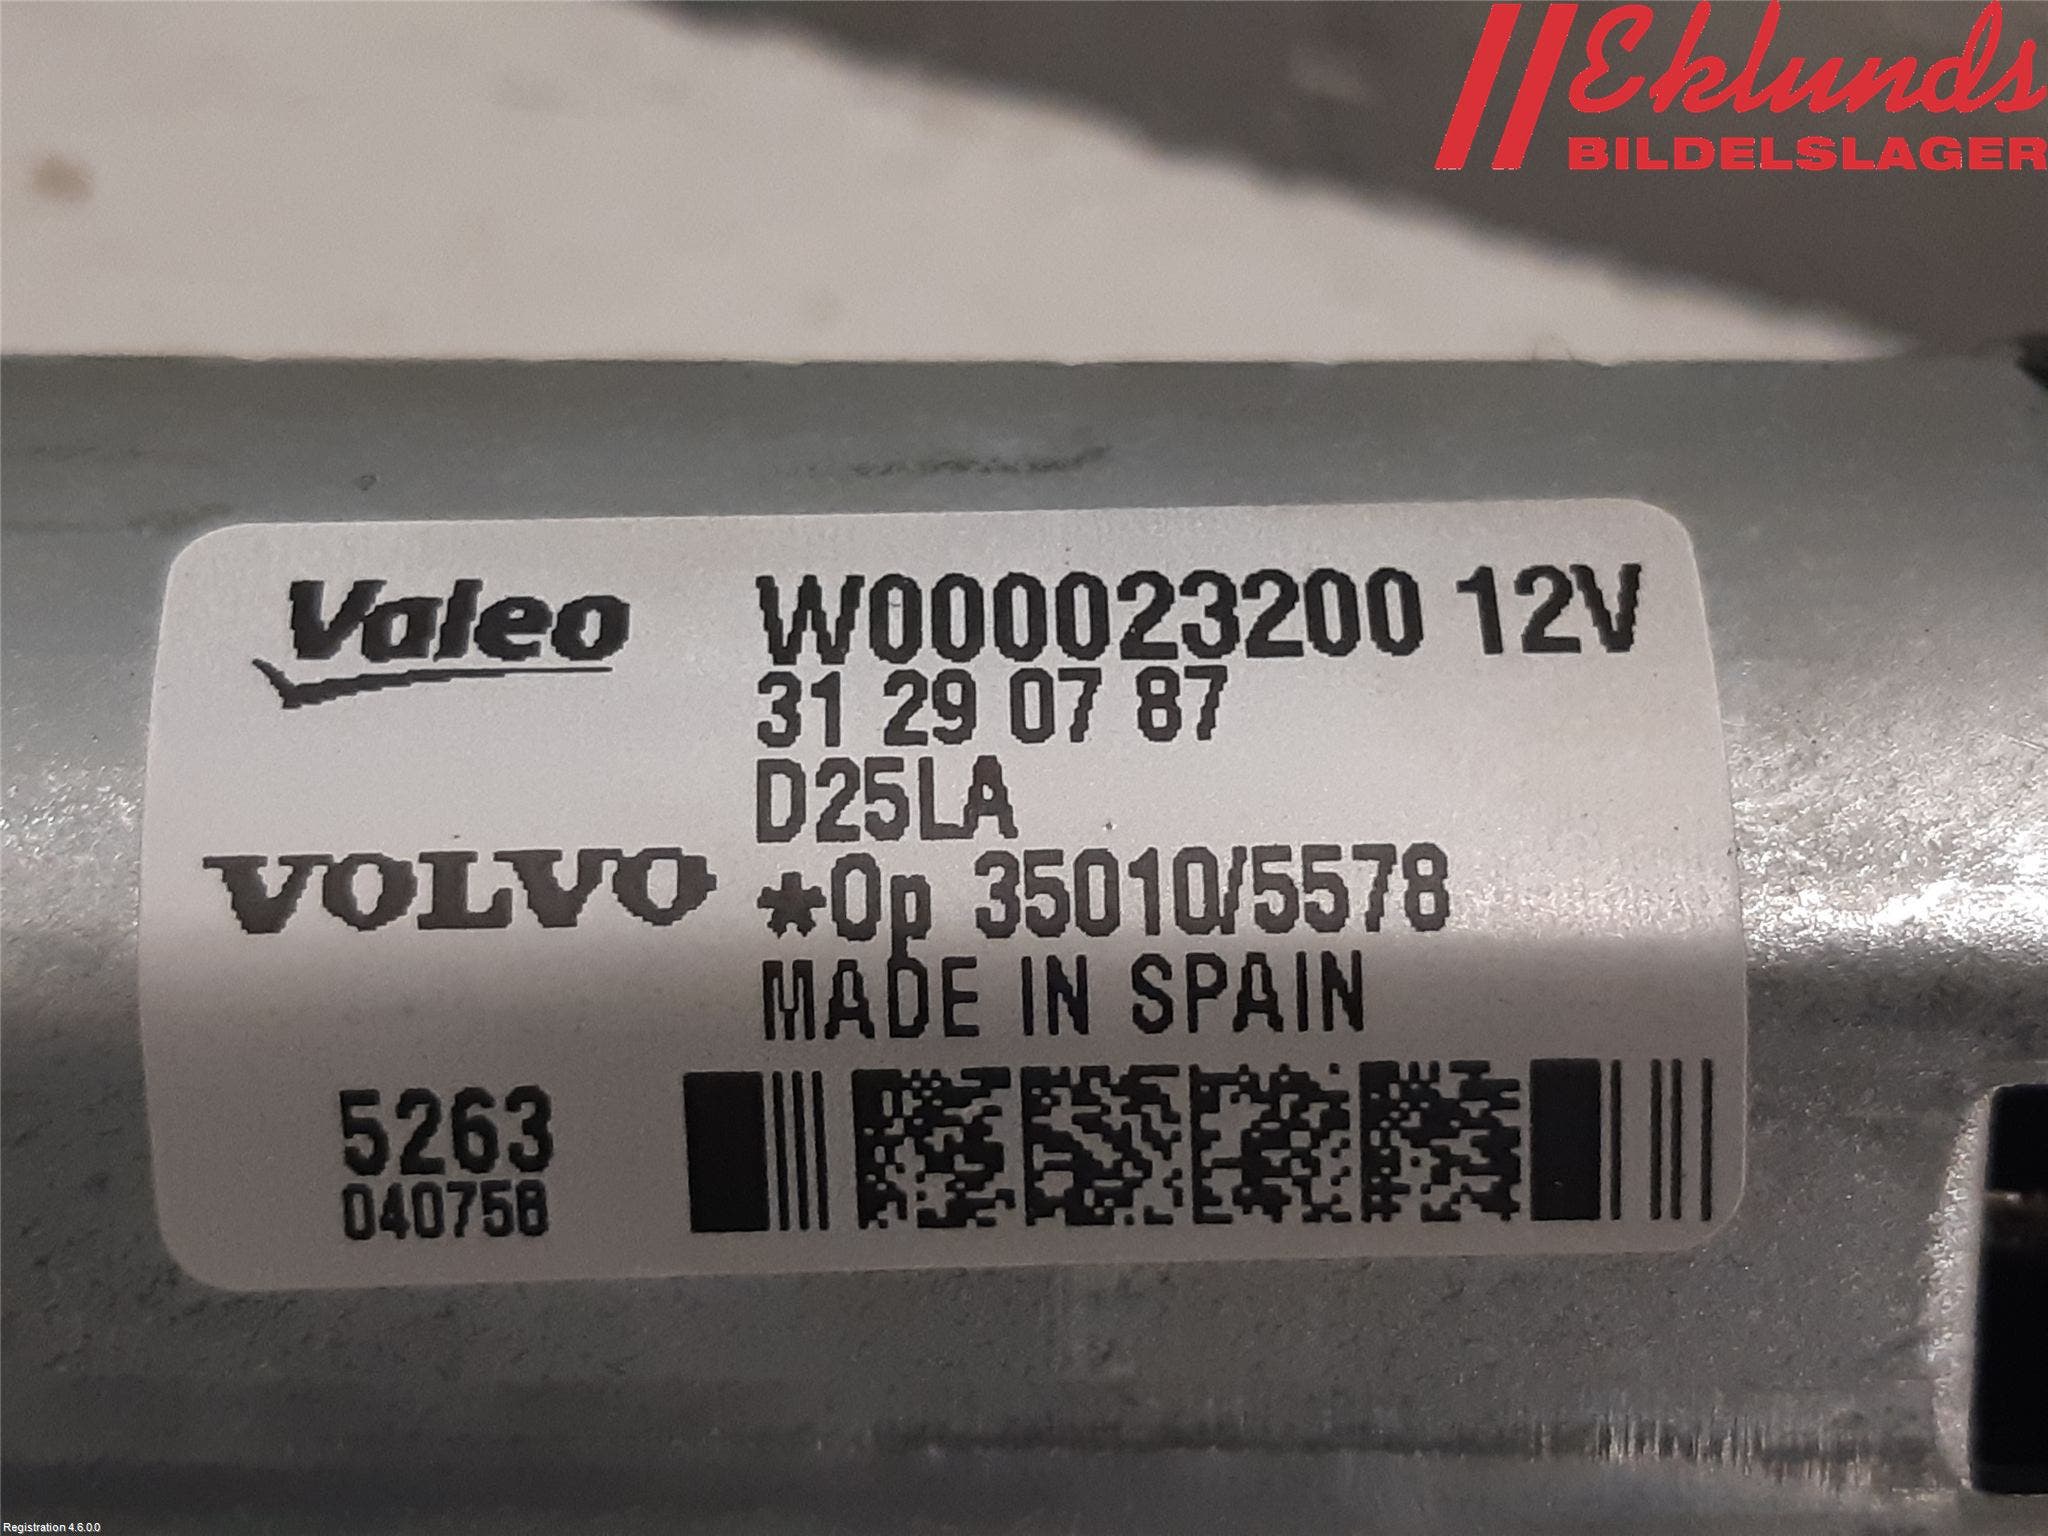 Eklunds
BILDELSLAGER
Valeo
W000023200 12V
31 29 07 87
D25LA
VOLVO
*Op 35010/5578
MADE IN SPAIN
5263
040758
Registration 4.6.0.0